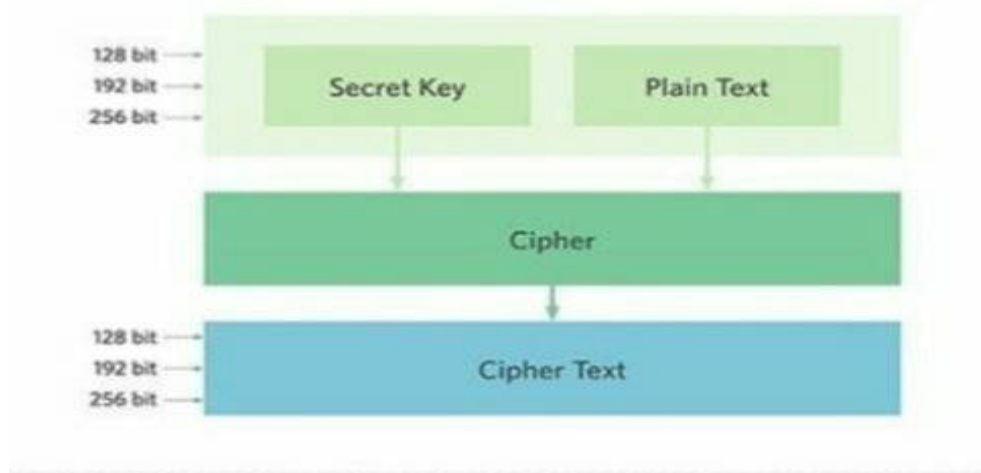 128 bit
192 bit
256 bit
Secret Key
Plain Text
Cipher
128 bit
192 bit
256 bit
Cipher Text